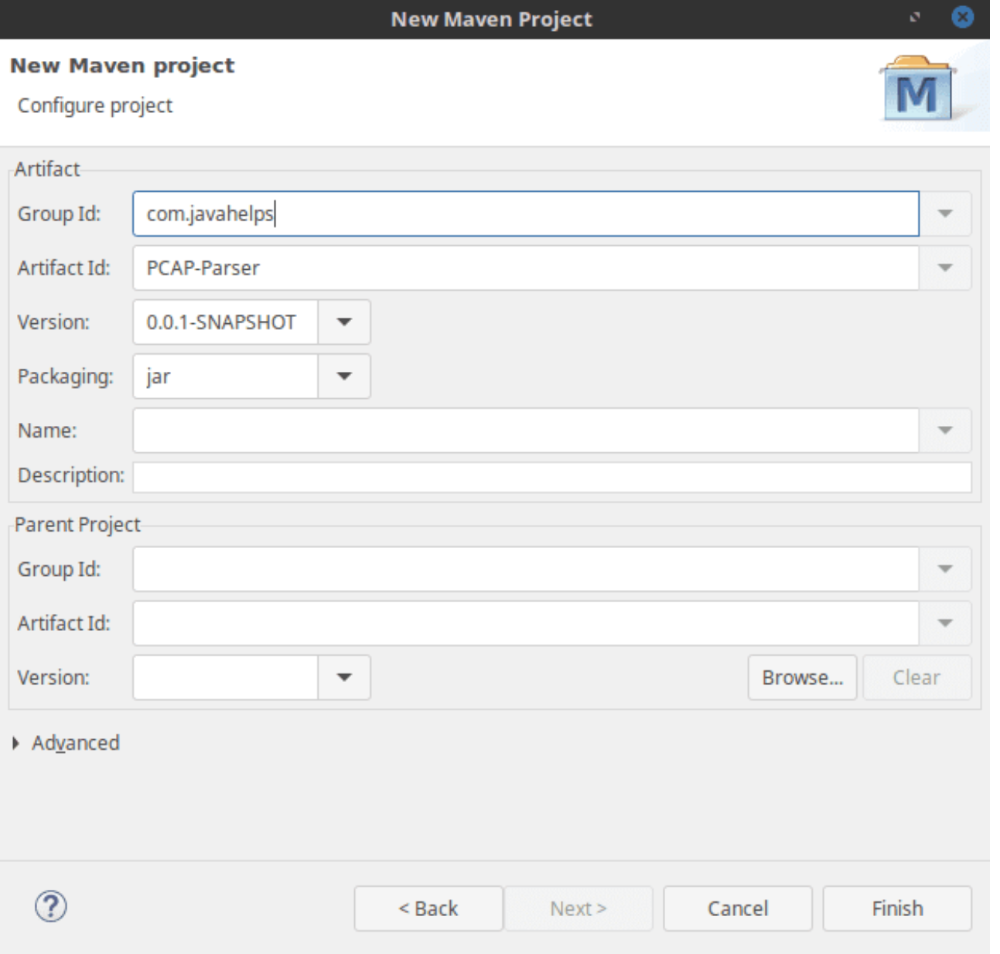 New Maven Project
New Maven project
Configure project
M
Artifact
Group Id: com.javahelps
Artifact Id: PCAP-Parser
Version: 0.0.1-SNAPSHOT
Packaging: jar
Name:
Description:
Parent Project
Group Id:
Artifact Id:
Version: Browse... Clear
Advanced
? < Back Next > Cancel Finish